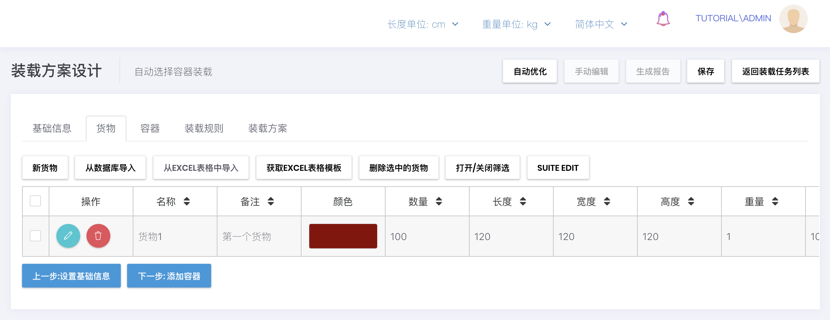 长度单位: cm 重量单位: kg 简体中文 TUTORIAL\ADMIN
装载方案设计 自动选择容器装载 自动优化 手动编辑 生成报告 保存 返回装载任务列表
基础信息 货物 容器 装载规则 装载方案
新货物 从数据库导入 从EXCEL表格中导入 获取EXCEL表格模板 删除选中的货物 打开/关闭筛选 SUITE EDIT
操作 名称 备注 颜色 数量 长度 宽度 高度 重量
货物1 第一个货物 100 120 120 120 1
上一步:设置基础信息 下一步: 添加容器